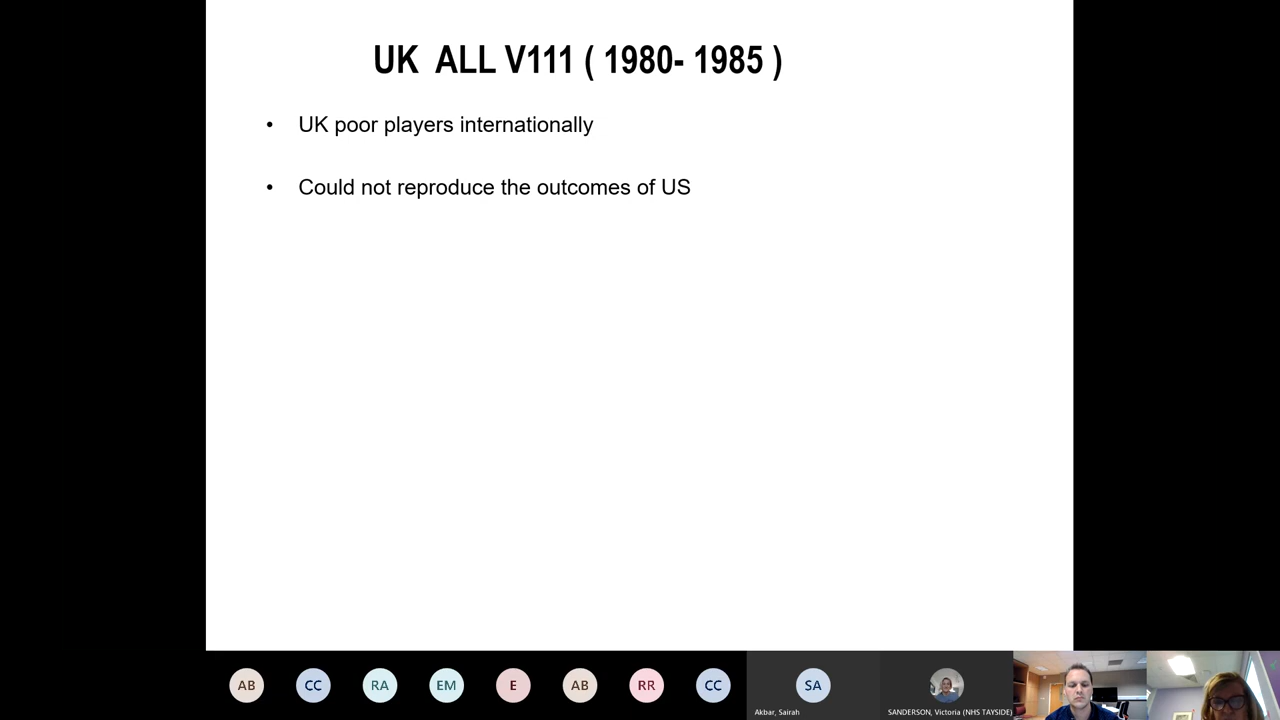 UK ALL V111 ( 1980- 1985 )
• UK poor players internationally
• Could not reproduce the outcomes of US
AB CC RA EM E AB RR CC SA
Akbar, Sairah
SANDERSON, Victoria (NHS TAYSIDE)